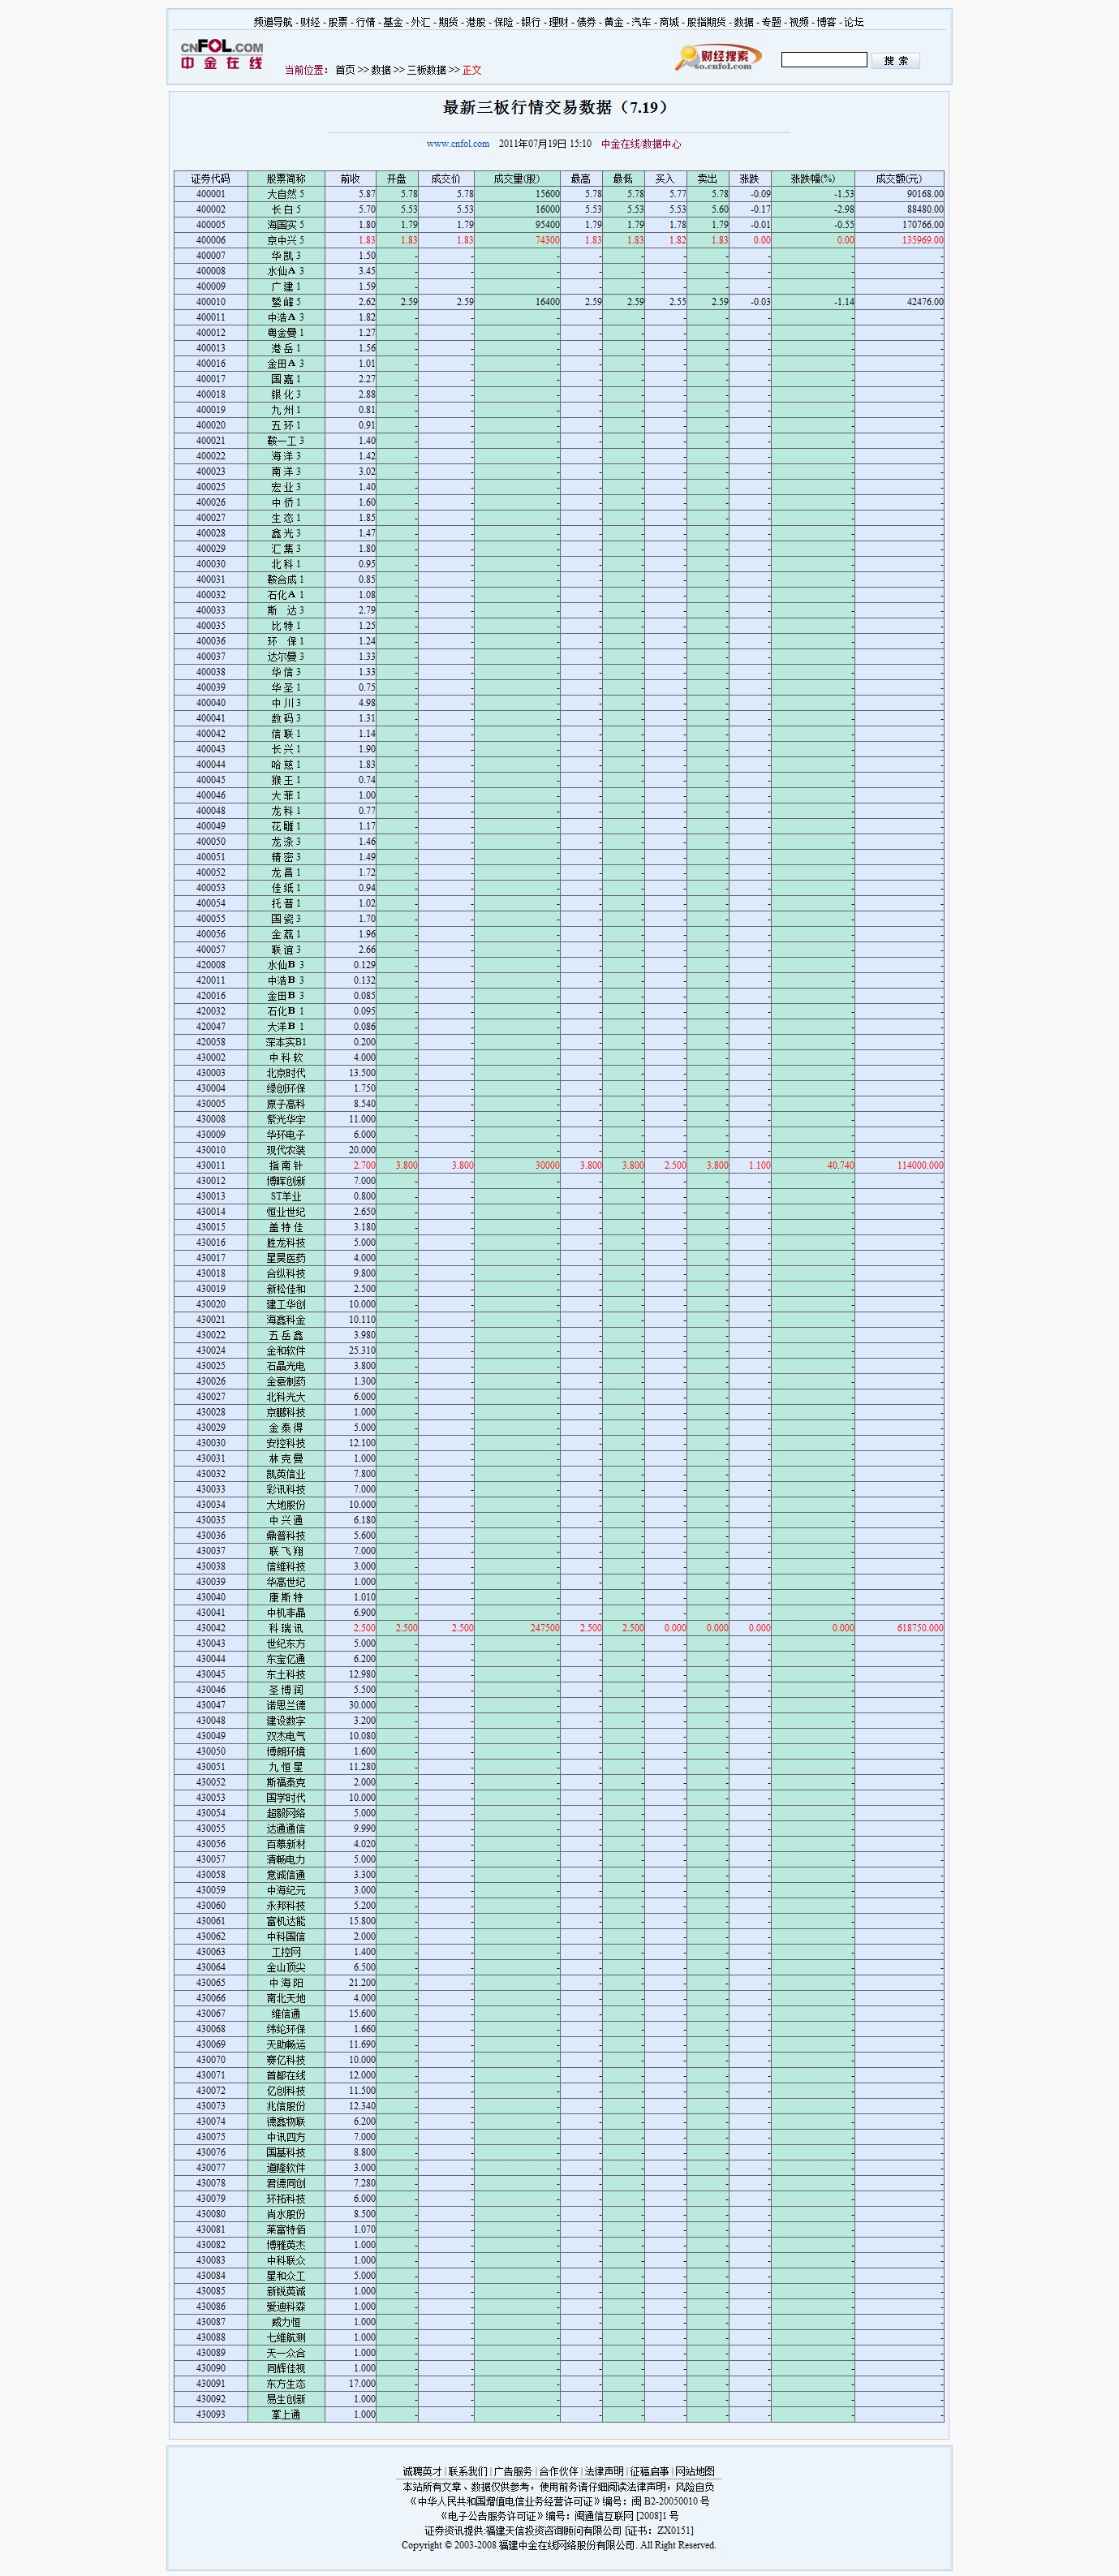 频道导航 - 财经 - 股票 - 行情 - 基金 - 外汇 - 期货 - 港股 - 保险 - 银行 - 理财 - 债券 - 黄金 - 汽车 - 商城 - 股指期货 - 数据 - 专题 - 视频 - 博客 - 论坛
CNFOL.COM
中金在线
当前位置： 首页 >> 数据 >> 三板数据 >> 正文
财经搜索
so.cnfol.com
搜 索
最新三板行情交易数据（7.19）
www.cnfol.com 2011年07月19日 15:10 中金在线/数据中心
证券代码 股票简称 前收 开盘 成交价 成交量(股) 最高 最低 买入 卖出 涨跌 涨跌幅(%) 成交额(元)
400001 大自然 5 5.87 5.78 5.78 15600 5.78 5.78 5.77 5.78 -0.09 -1.53 90168.00
400002 长 白 5 5.70 5.53 5.53 16000 5.53 5.53 5.53 5.60 -0.17 -2.98 88480.00
400005 海国实 5 1.80 1.79 1.79 95400 1.79 1.79 1.78 1.79 -0.01 -0.55 170766.00
400006 京中兴 5 1.83 1.83 1.83 74300 1.83 1.83 1.82 1.83 0.00 0.00 135969.00
400007 华 凯 3 1.50 - - - - - - - - - -
400008 水仙A 3 3.45 - - - - - - - - - -
400009 广 建 1 1.59 - - - - - - - - - -
400010 鹫 峰 5 2.62 2.59 2.59 16400 2.59 2.59 2.55 2.59 -0.03 -1.14 42476.00
400011 中浩A 3 1.82 - - - - - - - - - -
400012 粤金曼 1 1.27 - - - - - - - - - -
400013 港 岳 1 1.56 - - - - - - - - - -
400016 金田A 3 1.01 - - - - - - - - - -
400017 国 嘉 1 2.27 - - - - - - - - - -
400018 银 化 3 2.88 - - - - - - - - - -
400019 九 州 1 0.81 - - - - - - - - - -
400020 五 环 1 0.91 - - - - - - - - - -
400021 鞍一工 3 1.40 - - - - - - - - - -
400022 海 洋 3 1.42 - - - - - - - - - -
400023 南 洋 3 3.02 - - - - - - - - - -
400025 宏 业 3 1.40 - - - - - - - - - -
400026 中 侨 1 1.60 - - - - - - - - - -
400027 生 态 1 1.85 - - - - - - - - - -
400028 鑫 光 3 1.47 - - - - - - - - - -
400029 汇 集 3 1.80 - - - - - - - - - -
400030 北 科 1 0.95 - - - - - - - - - -
400031 鞍合成 1 0.85 - - - - - - - - - -
400032 石化A 1 1.08 - - - - - - - - - -
400033 斯 达 3 2.79 - - - - - - - - - -
400035 比 特 1 1.25 - - - - - - - - - -
400036 环 保 1 1.24 - - - - - - - - - -
400037 达尔曼 3 1.33 - - - - - - - - - -
400038 华 信 3 1.33 - - - - - - - - - -
400039 华 圣 1 0.75 - - - - - - - - - -
400040 中 川 3 4.98 - - - - - - - - - -
400041 数 码 3 1.31 - - - - - - - - - -
400042 信 联 1 1.14 - - - - - - - - - -
400043 长 兴 1 1.90 - - - - - - - - - -
400044 哈 慈 1 1.83 - - - - - - - - - -
400045 猴 王 1 0.74 - - - - - - - - - -
400046 大 菲 1 1.00 - - - - - - - - - -
400048 龙 科 1 0.77 - - - - - - - - - -
400049 花 雕 1 1.17 - - - - - - - - - -
400050 龙 涤 3 1.46 - - - - - - - - - -
400051 精 密 3 1.49 - - - - - - - - - -
400052 龙 昌 1 1.72 - - - - - - - - - -
400053 佳 纸 1 0.94 - - - - - - - - - -
400054 托 普 1 1.02 - - - - - - - - - -
400055 国 瓷 3 1.70 - - - - - - - - - -
400056 金 荔 1 1.96 - - - - - - - - - -
400057 联 谊 3 2.66 - - - - - - - - - -
420008 水仙B 3 0.129 - - - - - - - - - -
420011 中浩B 3 0.132 - - - - - - - - - -
420016 金田B 3 0.085 - - - - - - - - - -
420032 石化B 1 0.095 - - - - - - - - - -
420047 大洋B 1 0.086 - - - - - - - - - -
420058 深本实B1 0.200 - - - - - - - - - -
430002 中 科 软 4.000 - - - - - - - - - -
430003 北京时代 13.500 - - - - - - - - - -
430004 绿创环保 1.750 - - - - - - - - - -
430005 原子高科 8.540 - - - - - - - - - -
430008 紫光华宇 11.000 - - - - - - - - - -
430009 华环电子 6.000 - - - - - - - - - -
430010 现代农装 20.000 - - - - - - - - - -
430011 指 南 针 2.700 3.800 3.800 30000 3.800 3.800 2.500 3.800 1.100 40.740 114000.000
430012 博晖创新 7.000 - - - - - - - - - -
430013 ST羊业 0.800 - - - - - - - - - -
430014 恒业世纪 2.650 - - - - - - - - - -
430015 盖 特 佳 3.180 - - - - - - - - - -
430016 胜龙科技 5.000 - - - - - - - - - -
430017 星昊医药 4.000 - - - - - - - - - -
430018 合纵科技 9.800 - - - - - - - - - -
430019 新松佳和 2.500 - - - - - - - - - -
430020 建工华创 10.000 - - - - - - - - - -
430021 海鑫科金 10.110 - - - - - - - - - -
430022 五 岳 鑫 3.980 - - - - - - - - - -
430024 金和软件 25.310 - - - - - - - - - -
430025 石晶光电 3.800 - - - - - - - - - -
430026 金豪制药 1.300 - - - - - - - - - -
430027 北科光大 6.000 - - - - - - - - - -
430028 京鹏科技 1.000 - - - - - - - - - -
430029 金 泰 得 5.000 - - - - - - - - - -
430030 安控科技 12.100 - - - - - - - - - -
430031 林 克 曼 1.000 - - - - - - - - - -
430032 凯英信业 7.800 - - - - - - - - - -
430033 彩讯科技 7.000 - - - - - - - - - -
430034 大地股份 10.000 - - - - - - - - - -
430035 中 兴 通 6.180 - - - - - - - - - -
430036 鼎普科技 5.600 - - - - - - - - - -
430037 联 飞 翔 7.000 - - - - - - - - - -
430038 信维科技 3.000 - - - - - - - - - -
430039 华高世纪 1.000 - - - - - - - - - -
430040 康 斯 特 1.010 - - - - - - - - - -
430041 中机非晶 6.900 - - - - - - - - - -
430042 科 瑞 讯 2.500 2.500 2.500 247500 2.500 2.500 0.000 0.000 0.000 0.000 618750.000
430043 世纪东方 5.000 - - - - - - - - - -
430044 东宝亿通 6.200 - - - - - - - - - -
430045 东土科技 12.980 - - - - - - - - - -
430046 圣 博 润 5.500 - - - - - - - - - -
430047 诺思兰德 30.000 - - - - - - - - - -
430048 建设数字 3.200 - - - - - - - - - -
430049 双杰电气 10.080 - - - - - - - - - -
430050 博朗环境 1.600 - - - - - - - - - -
430051 九 恒 星 11.280 - - - - - - - - - -
430052 斯福泰克 2.000 - - - - - - - - - -
430053 国学时代 10.000 - - - - - - - - - -
430054 超毅网络 5.000 - - - - - - - - - -
430055 达通通信 9.990 - - - - - - - - - -
430056 百慕新材 4.020 - - - - - - - - - -
430057 清畅电力 5.000 - - - - - - - - - -
430058 意诚信通 3.300 - - - - - - - - - -
430059 中海纪元 3.000 - - - - - - - - - -
430060 永邦科技 5.200 - - - - - - - - - -
430061 富机达能 15.800 - - - - - - - - - -
430062 中科国信 2.000 - - - - - - - - - -
430063 工控网 1.400 - - - - - - - - - -
430064 金山顶尖 6.500 - - - - - - - - - -
430065 中 海 阳 21.200 - - - - - - - - - -
430066 南北天地 4.000 - - - - - - - - - -
430067 维信通 15.600 - - - - - - - - - -
430068 纬纶环保 1.660 - - - - - - - - - -
430069 天助畅运 11.690 - - - - - - - - - -
430070 赛亿科技 10.000 - - - - - - - - - -
430071 首都在线 12.000 - - - - - - - - - -
430072 亿创科技 11.500 - - - - - - - - - -
430073 兆信股份 12.340 - - - - - - - - - -
430074 德鑫物联 6.200 - - - - - - - - - -
430075 中讯四方 7.000 - - - - - - - - - -
430076 国基科技 8.800 - - - - - - - - - -
430077 道隆软件 3.000 - - - - - - - - - -
430078 君德同创 7.280 - - - - - - - - - -
430079 环拓科技 6.000 - - - - - - - - - -
430080 尚水股份 8.500 - - - - - - - - - -
430081 莱富特佰 1.070 - - - - - - - - - -
430082 博雅英杰 1.000 - - - - - - - - - -
430083 中科联众 1.000 - - - - - - - - - -
430084 星和众工 5.000 - - - - - - - - - -
430085 新锐英诚 1.000 - - - - - - - - - -
430086 爱迪科森 1.000 - - - - - - - - - -
430087 威力恒 1.000 - - - - - - - - - -
430088 七维航测 1.000 - - - - - - - - - -
430089 天一众合 1.000 - - - - - - - - - -
430090 同辉佳视 1.000 - - - - - - - - - -
430091 东方生态 17.000 - - - - - - - - - -
430092 易生创新 1.000 - - - - - - - - - -
430093 掌上通 1.000 - - - - - - - - - -
诚聘英才 | 联系我们 | 广告服务 | 合作伙伴 | 法律声明 | 征稿启事 | 网站地图
本站所有文章、数据仅供参考，使用前务请仔细阅读法律声明，风险自负
《中华人民共和国增值电信业务经营许可证》编号：闽 B2-20050010 号
《电子公告服务许可证》编号：闽通信互联网 [2008]1 号
证券资讯提供:福建天信投资咨询顾问有限公司 [证书：ZX0151]
Copyright © 2003-2008 福建中金在线网络股份有限公司. All Right Reserved.